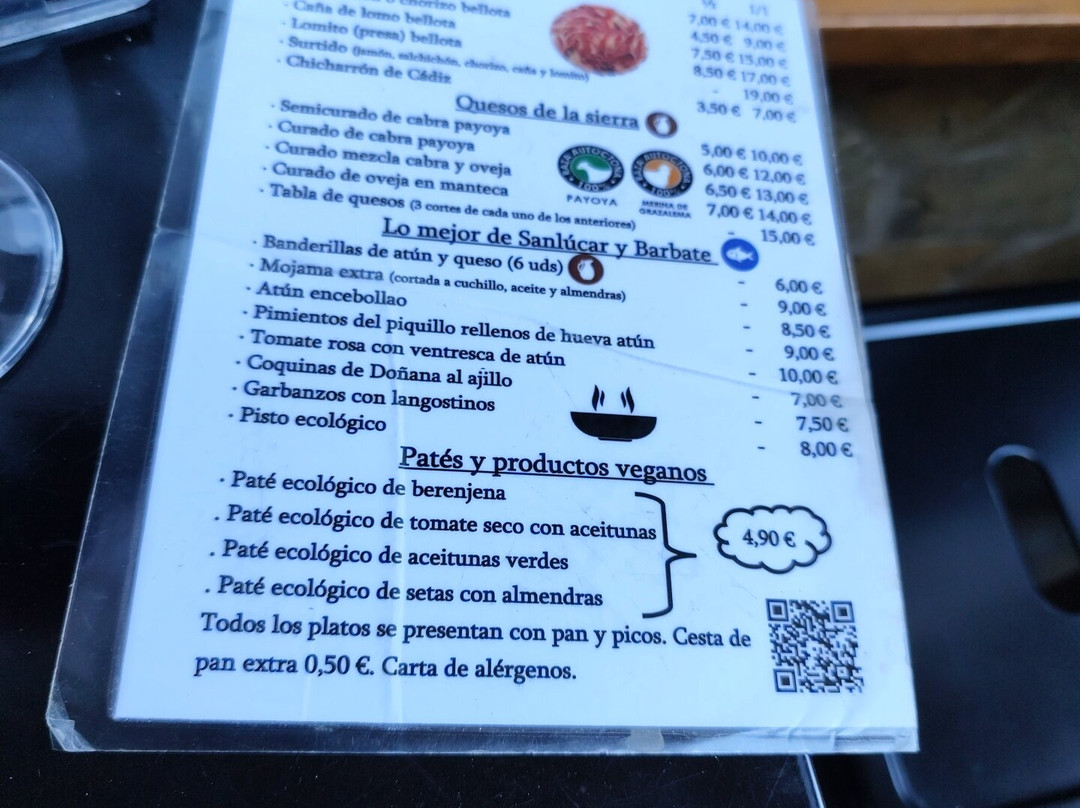 ½ 1/1
7,00 € 14,00 €
chorizo bellota 4,50 € 9,00 €
· Caña de lomo bellota 7,50 € 15,00 €
· Lomito (presa) bellota 8,50 € 17,00 €
· Surtido (jamón, salchichón, chorizo, caña y lomito) - 19,00 €
· Chicharrón de Cádiz 3,50 € 7,00 €
Quesos de la sierra
· Semicurado de cabra payoya 5,00 € 10,00 €
· Curado de cabra payoya 6,00 € 12,00 €
· Curado mezcla cabra y oveja 6,50 € 13,00 €
· Curado de oveja en manteca 7,00 € 14,00 €
· Tabla de quesos (3 cortes de cada uno de los anteriores) - 15,00 €
RAZA AUTÓCTONA 100%
PAYOYA
RAZA AUTÓCTONA 100%
MERINA DE
GRAZALEMA
Lo mejor de Sanlúcar y Barbate
· Banderillas de atún y queso (6 uds) - 6,00 €
· Mojama extra (cortada a cuchillo, aceite y almendras) - 9,00 €
· Atún encebollao - 8,50 €
· Pimientos del piquillo rellenos de hueva atún - 9,00 €
· Tomate rosa con ventresca de atún - 10,00 €
· Coquinas de Doñana al ajillo - 7,00 €
· Garbanzos con langostinos - 7,50 €
· Pisto ecológico - 8,00 €
Patés y productos veganos
· Paté ecológico de berenjena
. Paté ecológico de tomate seco con aceitunas
. Paté ecológico de aceitunas verdes
. Paté ecológico de setas con almendras
4,90 €
Todos los platos se presentan con pan y picos. Cesta de
pan extra 0,50 €. Carta de alérgenos.